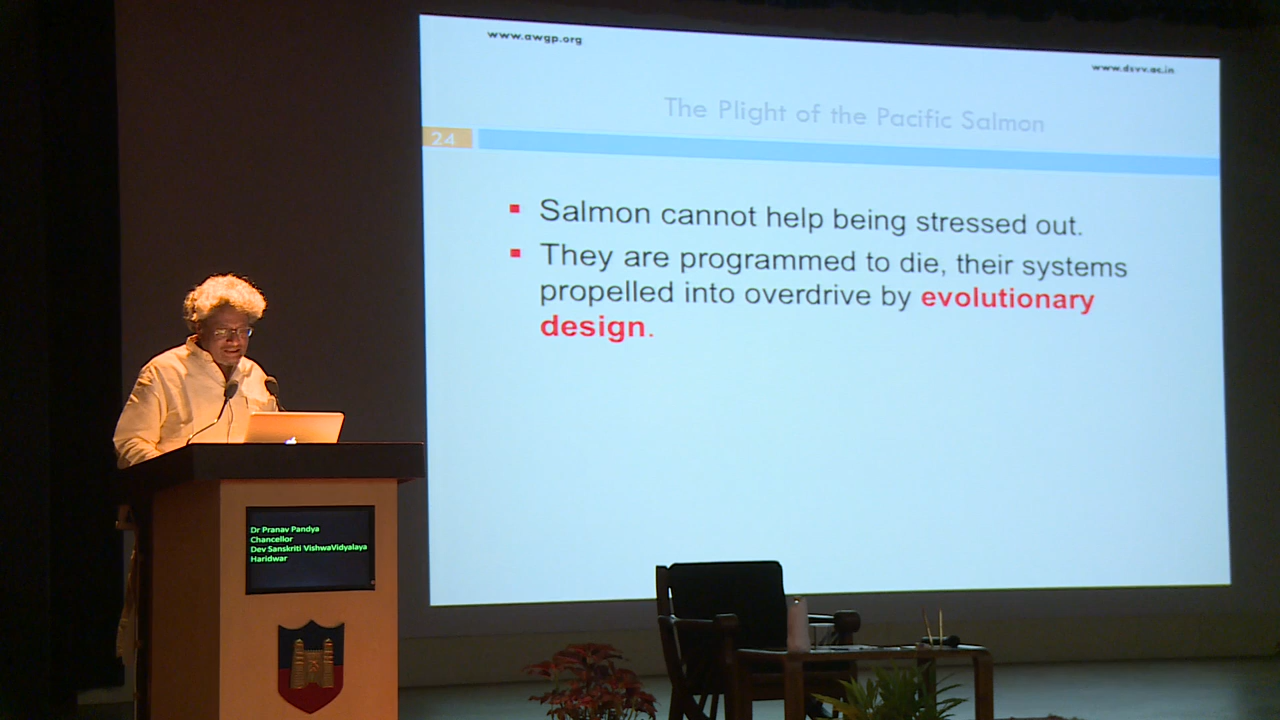 www.awgp.org
www.dsvv.ac.in
The Plight of the Pacific Salmon
24
Salmon cannot help being stressed out.
They are programmed to die, their systems
propelled into overdrive by evolutionary
design.
Dr Pranav Pandya
Chancellor
Dev Sanskriti VishwaVidyalaya
Haridwar